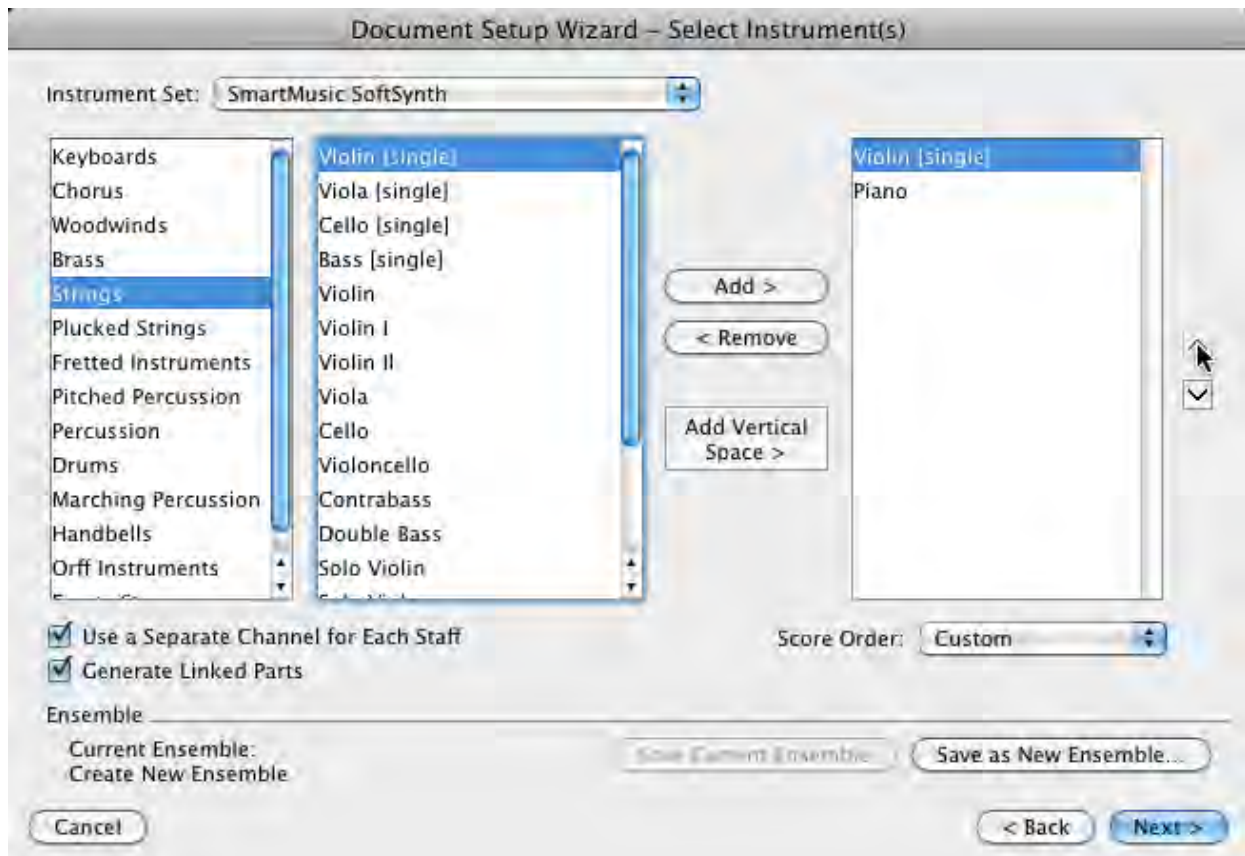 Document Setup Wizard – Select Instrument(s)
Instrument Set: SmartMusic SoftSynth
Keyboards
Chorus
Woodwinds
Brass
Strings
Plucked Strings
Fretted Instruments
Pitched Percussion
Percussion
Drums
Marching Percussion
Handbells
Orff Instruments
Violin [single]
Viola [single]
Cello [single]
Bass [single]
Violin
Violin I
Violin II
Viola
Cello
Violoncello
Contrabass
Double Bass
Solo Violin
Add >
< Remove
Add Vertical
Space >
Violin [single]
Piano
Use a Separate Channel for Each Staff
Generate Linked Parts
Score Order: Custom
Ensemble
Current Ensemble:
Create New Ensemble
Save Current Ensemble
Save as New Ensemble...
Cancel
< Back
Next >